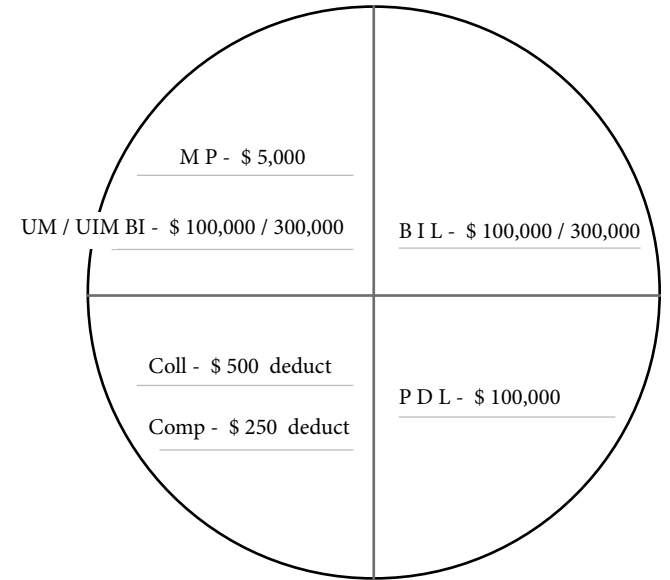 M P - $ 5,000
UM / UIM BI - $ 100,000 / 300,000
B I L - $ 100,000 / 300,000
Coll - $ 500 deduct
Comp - $ 250 deduct
P D L - $ 100,000